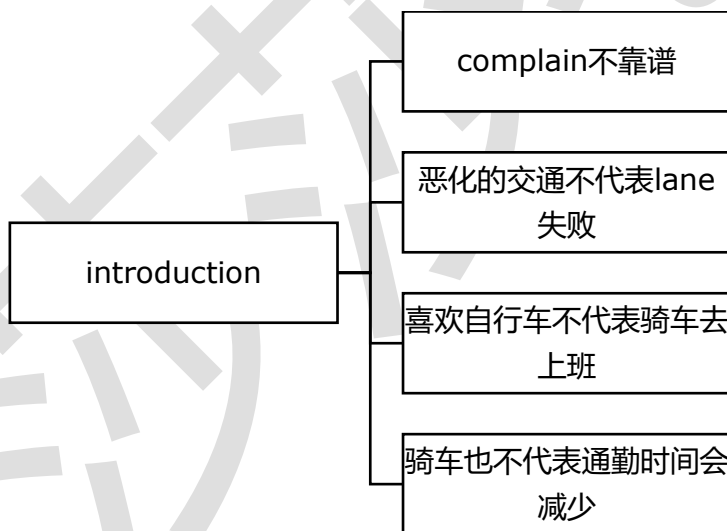 complain不靠谱
恶化的交通不代表lane
失败
introduction
喜欢自行车不代表骑车去
上班
骑车也不代表通勤时间会
减少